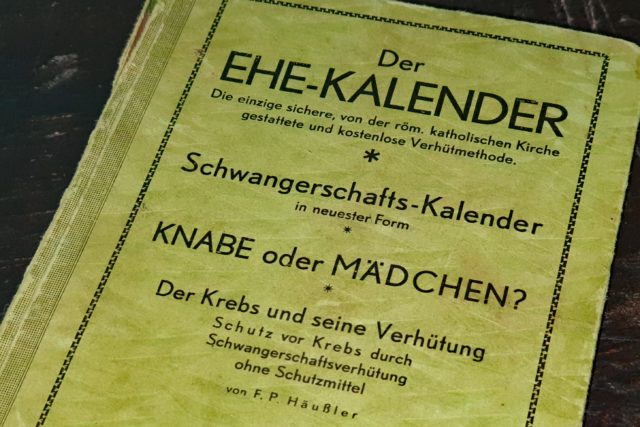 Der
EHE-KALENDER
Die einzige sichere, von der röm. katholischen Kirche
gestattete und kostenlose Verhütmethode.
*
Schwangerschafts-Kalender
in neuester Form
*
KNABE oder MÄDCHEN?
*
Der Krebs und seine Verhütung
Schutz vor Krebs durch
Schwangerschaftsverhütung
ohne Schutzmittel
von F. P. Häußler